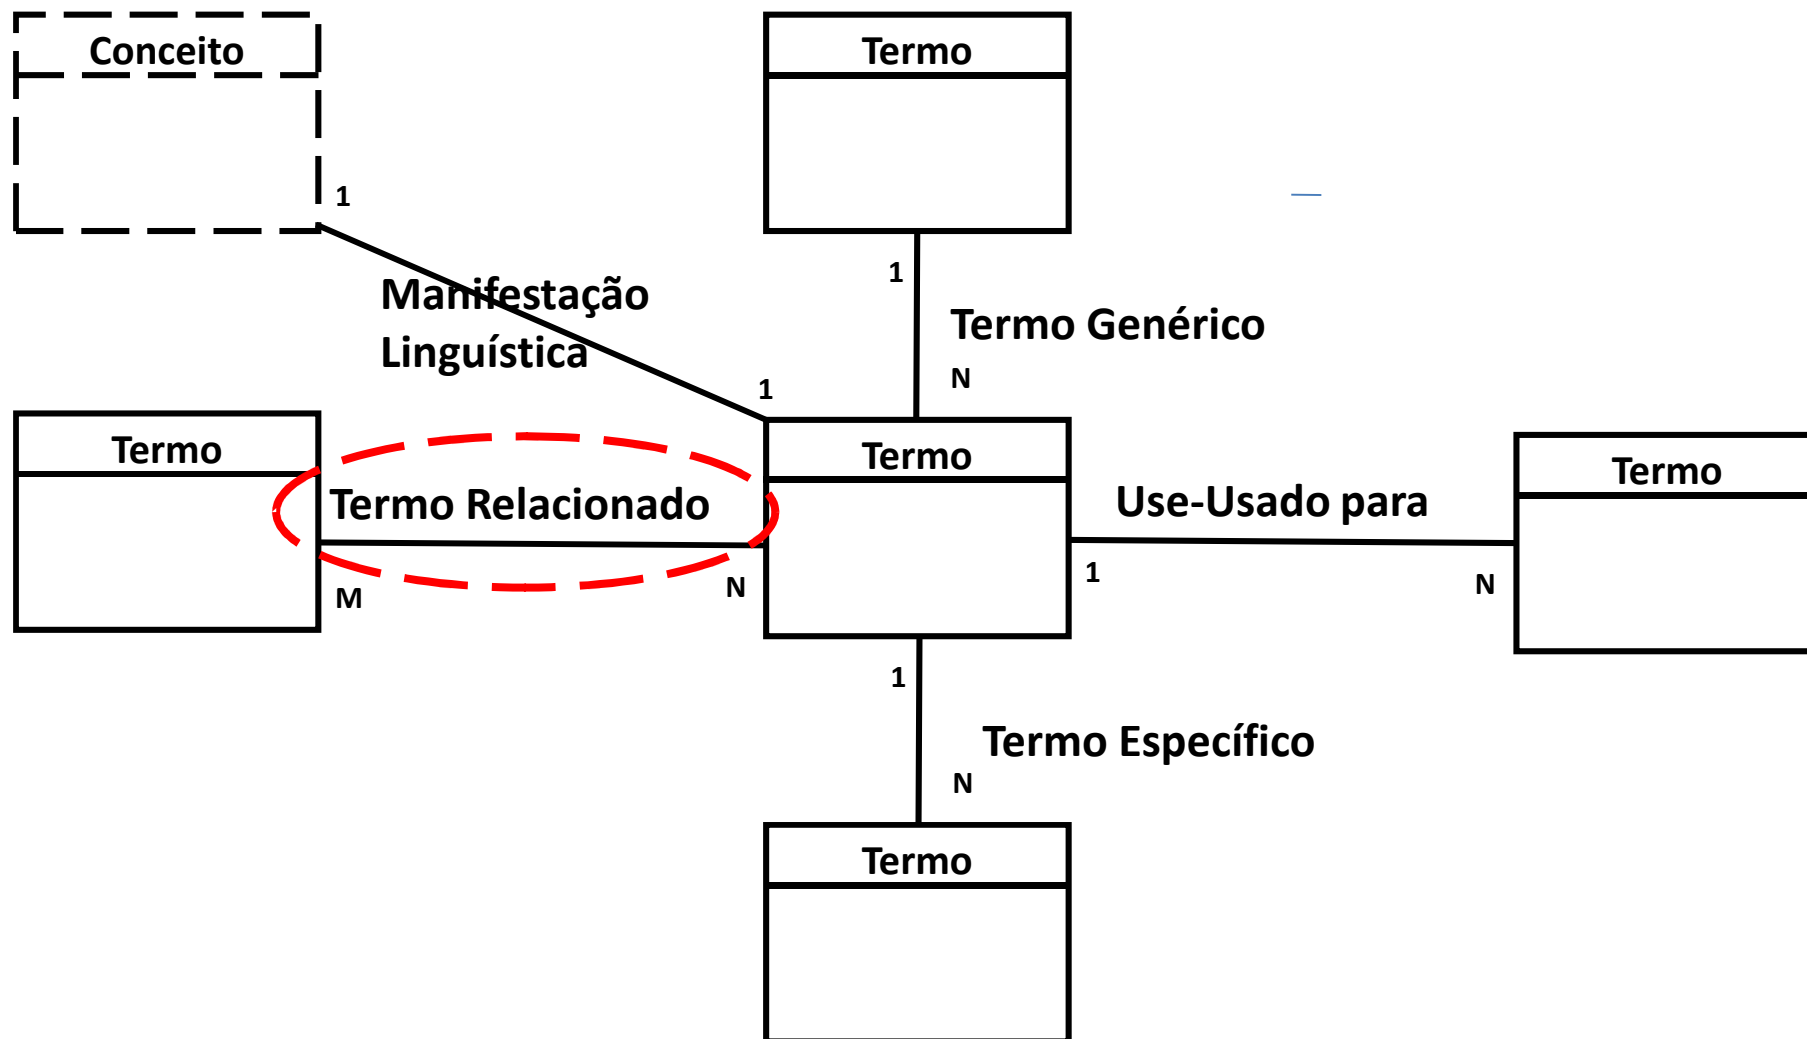 Conceito
Termo
1
1
Manifestação
Linguística
Termo Genérico
N
1
Termo
Termo
Termo
Termo Relacionado
Use-Usado para
M
N
1
N
1
Termo Específico
N
Termo